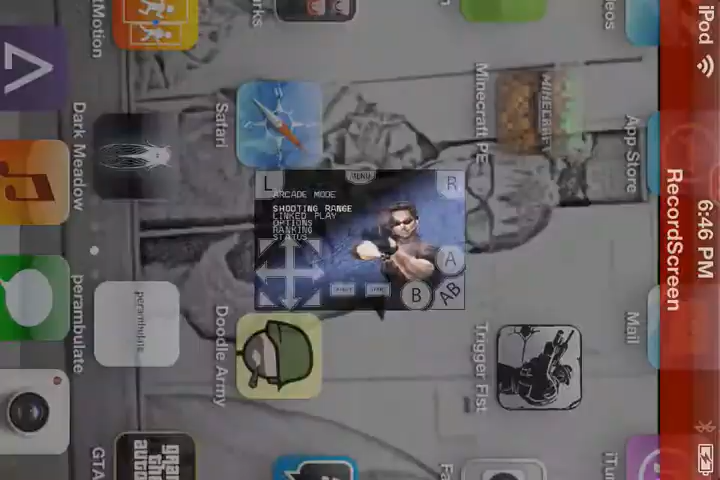 iPod
6:46 PM
RecordScreen
App Store
Mail
MINECRAFT
Minecraft PE
Trigger Fist
Safari
Doodle Army
Dark Meadow
perambulate
perambulate
GTA
MENU
L
R
ARCADE MODE
SHOOTING RANGE
LINKED PLAY
OPTIONS
RANKING
STATUS
A
B
AB